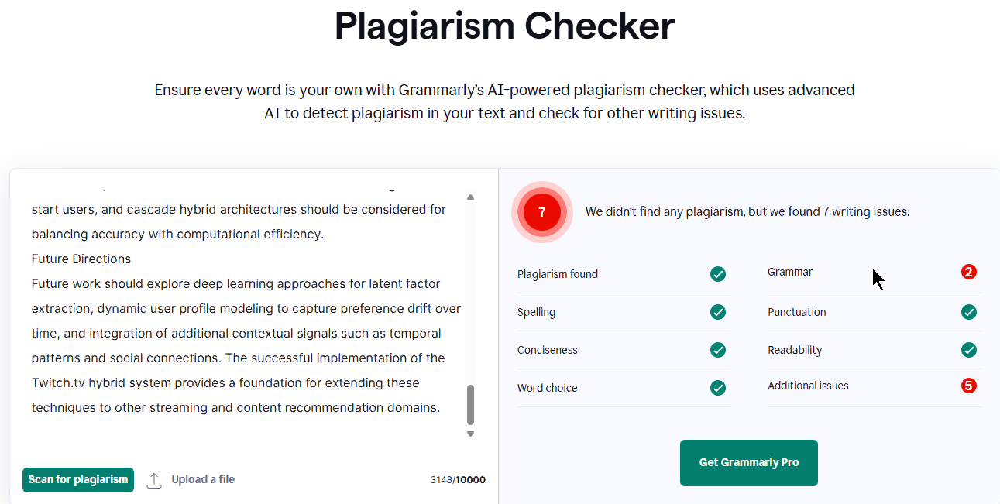 Plagiarism Checker
Ensure every word is your own with Grammarly's AI-powered plagiarism checker, which uses advanced
AI to detect plagiarism in your text and check for other writing issues.
start users, and cascade hybrid architectures should be considered for
balancing accuracy with computational efficiency.
Future Directions
Future work should explore deep learning approaches for latent factor
extraction, dynamic user profile modeling to capture preference drift over
time, and integration of additional contextual signals such as temporal
patterns and social connections. The successful implementation of the
Twitch.tv hybrid system provides a foundation for extending these
techniques to other streaming and content recommendation domains.
Scan for plagiarism
Upload a file
3148/10000
7
We didn't find any plagiarism, but we found 7 writing issues.
Plagiarism found
Grammar
2
Spelling
Punctuation
Conciseness
Readability
Word choice
Additional issues
5
Get Grammarly Pro